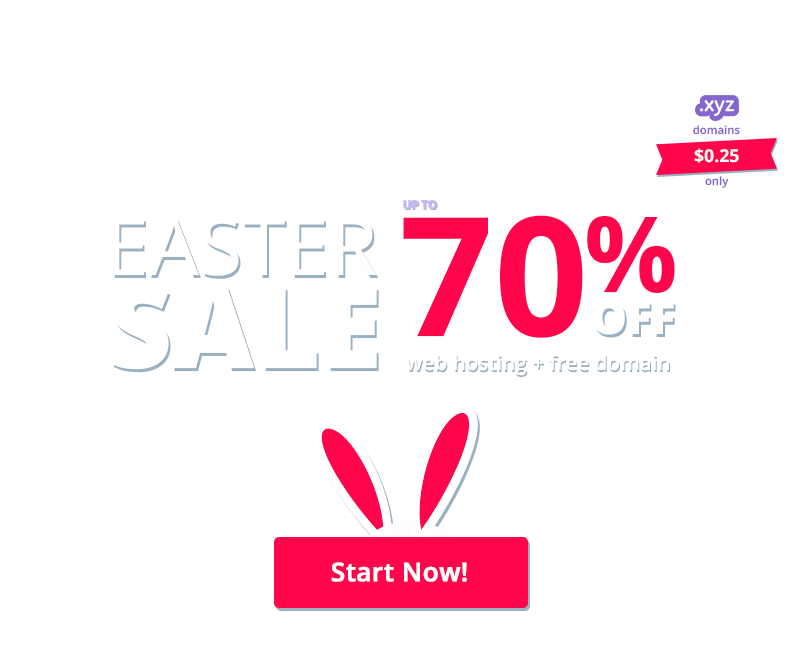 .xyz
domains
$0.25
only
EASTER
SALE
UP TO
70%
OFF
web hosting + free domain
Start Now!